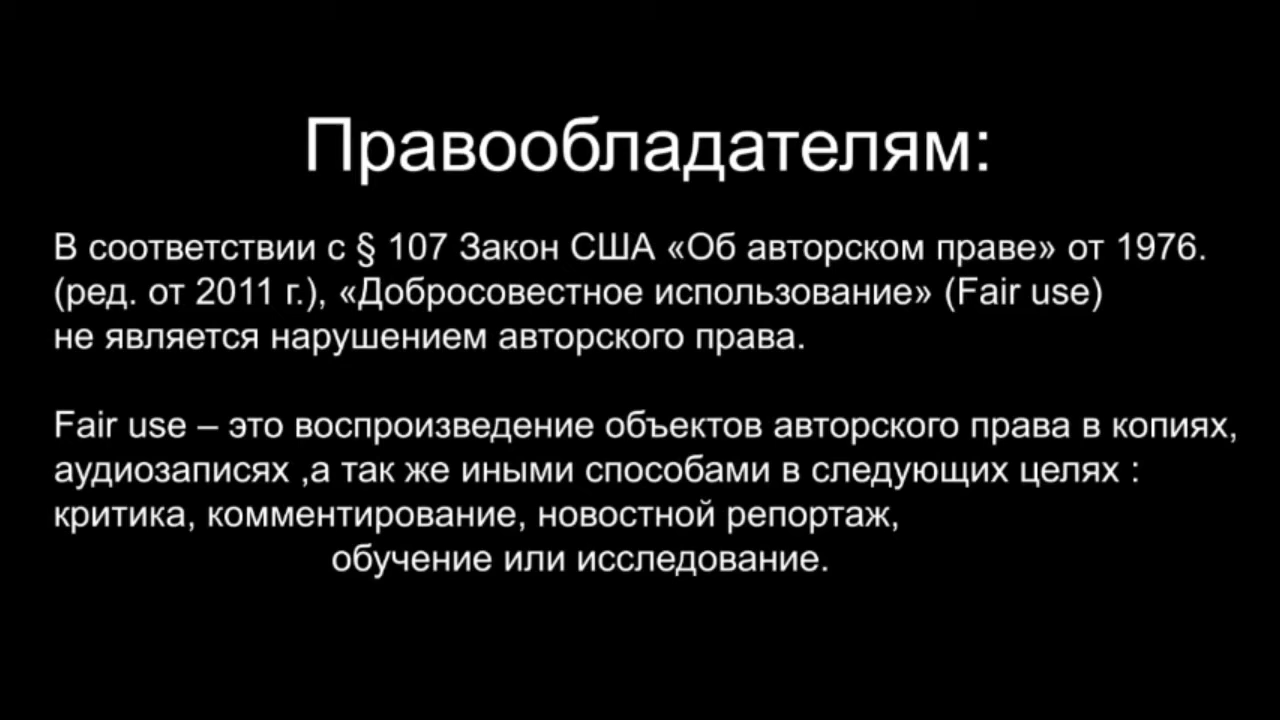 Правообладателям:
В соответствии с § 107 Закон США «Об авторском праве» от 1976.
(ред. от 2011 г.), «Добросовестное использование» (Fair use)
не является нарушением авторского права.
Fair use – это воспроизведение объектов авторского права в копиях,
аудиозаписях ,а так же иными способами в следующих целях :
критика, комментирование, новостной репортаж,
обучение или исследование.